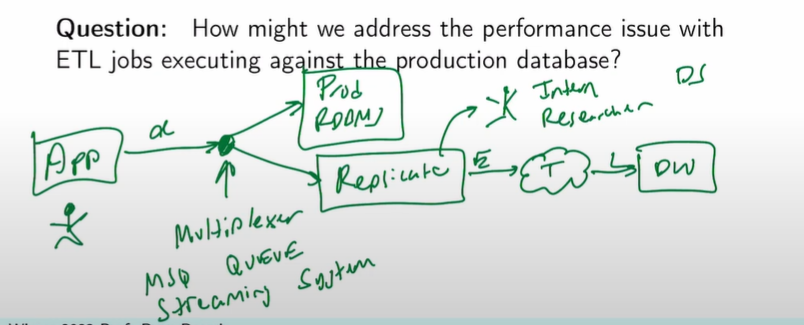 Question: How might we address the performance issue with
ETL jobs executing against the production database?
Prod
RDBMS
Intern
Researcher
DS
α
App
Replicate
E
T
L
DW
Multiplexer
MSQ QUEUE
Streaming System